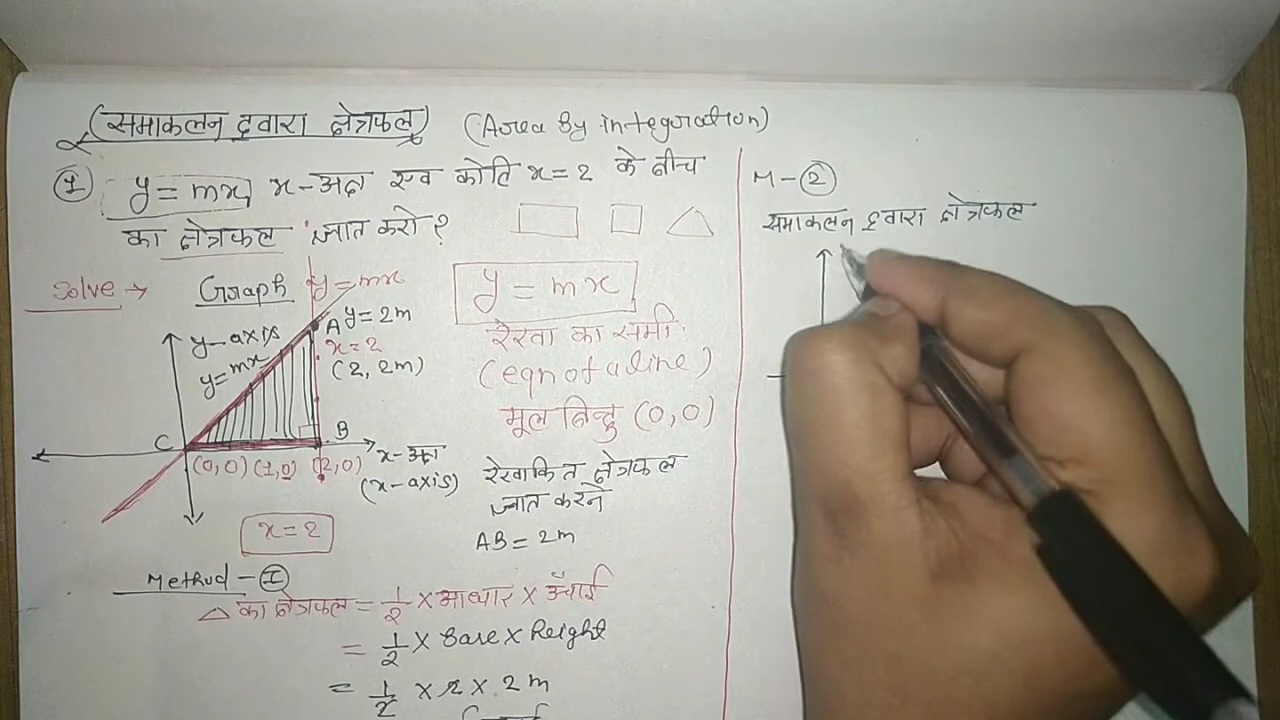 (समाकलन द्वारा क्षेत्रफल) (Area By integration)
① y = mx, x-अक्ष एव कोटि x = 2 के बीच
का क्षेत्रफल ज्ञात करो ?
Solve → Graph
y = mx
A y = 2m
x = 2
(2, 2m)
y-axis
y = mx
C
B
(0,0) (1,0) (2,0)
x-अक्ष
(x-axis)
x = 2
y = mx
रेखा का समी.
(eqn of a line)
मूल बिन्दु (0,0)
रेखाकित क्षेत्रफल
ज्ञात करने
AB = 2m
Method - I
△ का क्षेत्रफल = 1/2 × आधार × ऊँचाई
= 1/2 × Base × Height
= 1/2 × 2 × 2m
M - ②
समाकलन द्वारा क्षेत्रफल